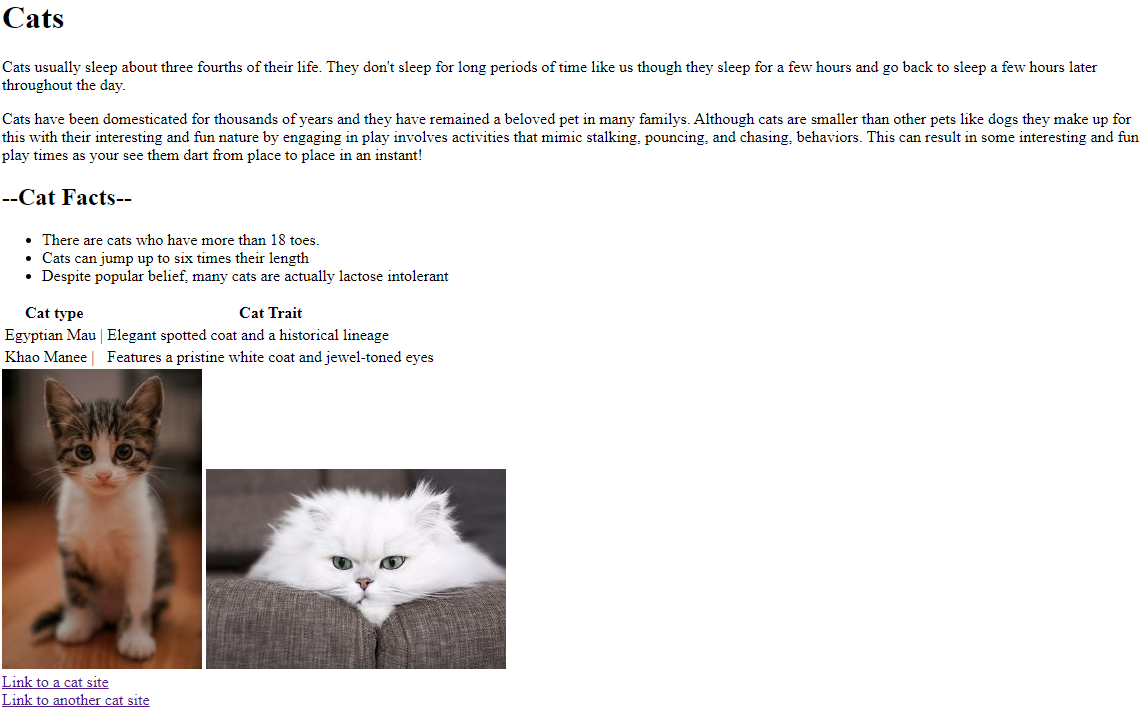 Cats
Cats usually sleep about three fourths of their life. They don't sleep for long periods of time like us though they sleep for a few hours and go back to sleep a few hours later
throughout the day.
Cats have been domesticated for thousands of years and they have remained a beloved pet in many familys. Although cats are smaller than other pets like dogs they make up for
this with their interesting and fun nature by engaging in play involves activities that mimic stalking, pouncing, and chasing, behaviors. This can result in some interesting and fun
play times as your see them dart from place to place in an instant!
--Cat Facts--
• There are cats who have more than 18 toes.
• Cats can jump up to six times their length
• Despite popular belief, many cats are actually lactose intolerant
Cat type Cat Trait
Egyptian Mau | Elegant spotted coat and a historical lineage
Khao Manee | Features a pristine white coat and jewel-toned eyes
Link to a cat site
Link to another cat site